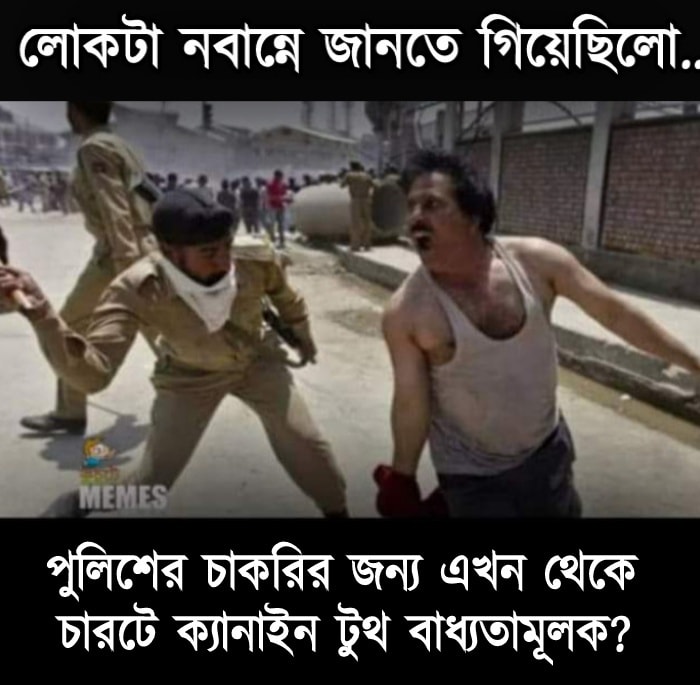 লোকটা নবান্নে জানতে গিয়েছিলো..
MEMES
পুলিশের চাকরির জন্য এখন থেকে
চারটে ক্যানাইন টুথ বাধ্যতামূলক?